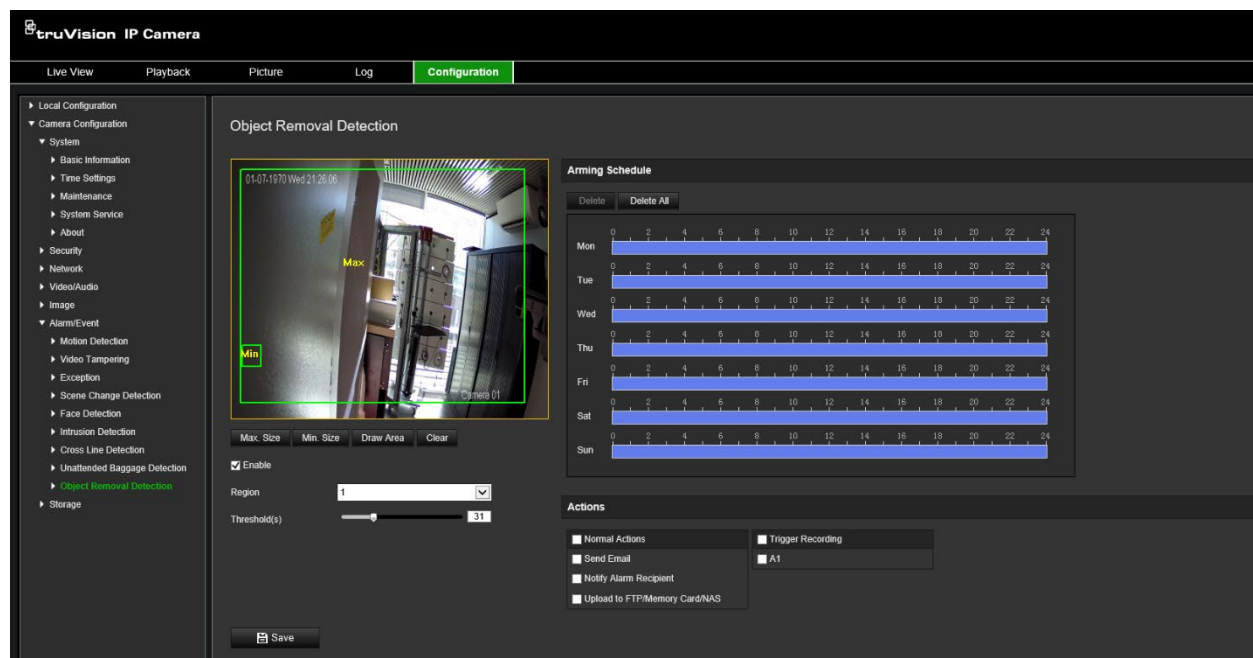 truVision IP Camera
Live View Playback Picture Log Configuration
Local Configuration
Camera Configuration
System
Basic Information
Time Settings
Maintenance
System Service
About
Security
Network
Video/Audio
Image
Alarm/Event
Motion Detection
Video Tampering
Exception
Scene Change Detection
Face Detection
Intrusion Detection
Cross Line Detection
Unattended Baggage Detection
Object Removal Detection
Storage
Object Removal Detection
01-07-1970 Wed 21:26:06
Max
Min
Camera 01
Max. Size Min. Size Draw Area Clear
Enable
Region 1
Threshold(s) 31
Save
Arming Schedule
Delete Delete All
0 2 4 6 8 10 12 14 16 18 20 22 24
Mon
0 2 4 6 8 10 12 14 16 18 20 22 24
Tue
0 2 4 6 8 10 12 14 16 18 20 22 24
Wed
0 2 4 6 8 10 12 14 16 18 20 22 24
Thu
0 2 4 6 8 10 12 14 16 18 20 22 24
Fri
0 2 4 6 8 10 12 14 16 18 20 22 24
Sat
0 2 4 6 8 10 12 14 16 18 20 22 24
Sun
Actions
Normal Actions Trigger Recording
Send Email A1
Notify Alarm Recipient
Upload to FTP/Memory Card/NAS